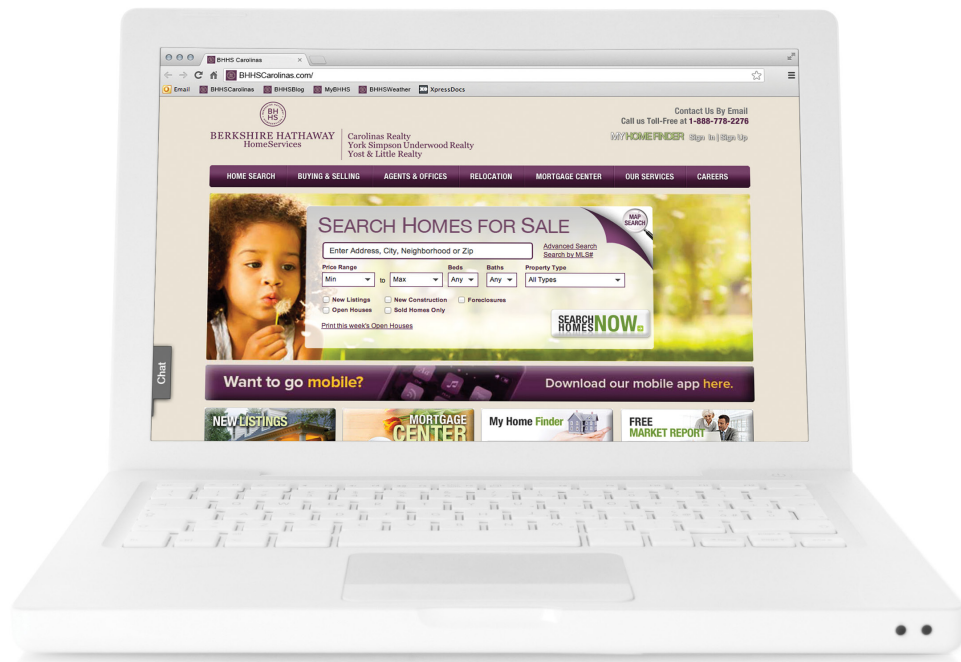 BHHS Carolinas
BHHSCarolinas.com/
Email BHHSCarolinas BHHSBlog MyBHHS BHHSWeather XpressDocs
BH
HS
BERKSHIRE HATHAWAY
HomeServices
Carolinas Realty
York Simpson Underwood Realty
Yost & Little Realty
Contact Us By Email
Call us Toll-Free at 1-888-778-2276
MYHOMEFINDER Sign In | Sign Up
HOME SEARCH BUYING & SELLING AGENTS & OFFICES RELOCATION MORTGAGE CENTER OUR SERVICES CAREERS
SEARCH HOMES FOR SALE
MAP
SEARCH
Enter Address, City, Neighborhood or Zip
Advanced Search
Search by MLS#
Price Range Beds Baths Property Type
Min to Max Any Any All Types
New Listings New Construction Foreclosures
Open Houses Sold Homes Only
Print this week's Open Houses
SEARCH
HOMES NOW
Chat
Want to go mobile? Download our mobile app here.
NEW LISTINGS
MORTGAGE
CENTER
My Home Finder
FREE
MARKET REPORT